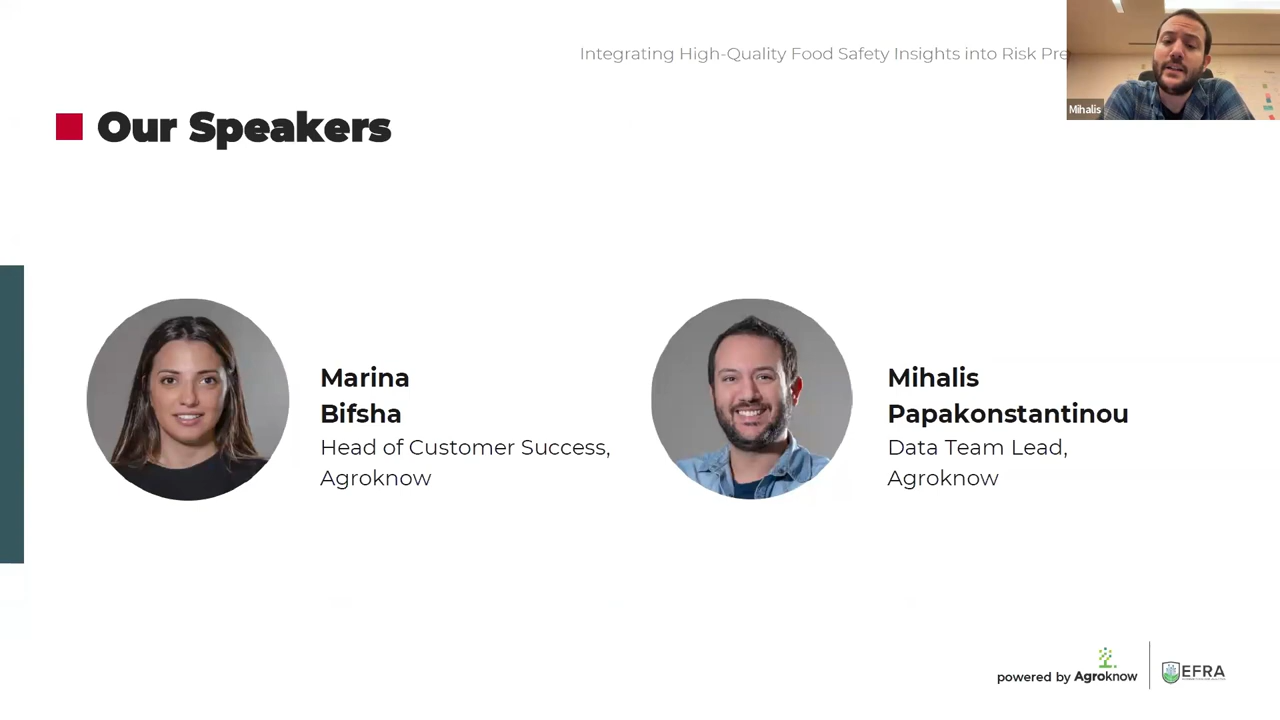 Integrating High-Quality Food Safety Insights into Risk Pre
Mihalis
Our Speakers
Marina
Bifsha
Head of Customer Success,
Agroknow
Mihalis
Papakonstantinou
Data Team Lead,
Agroknow
powered by Agroknow
EFRA